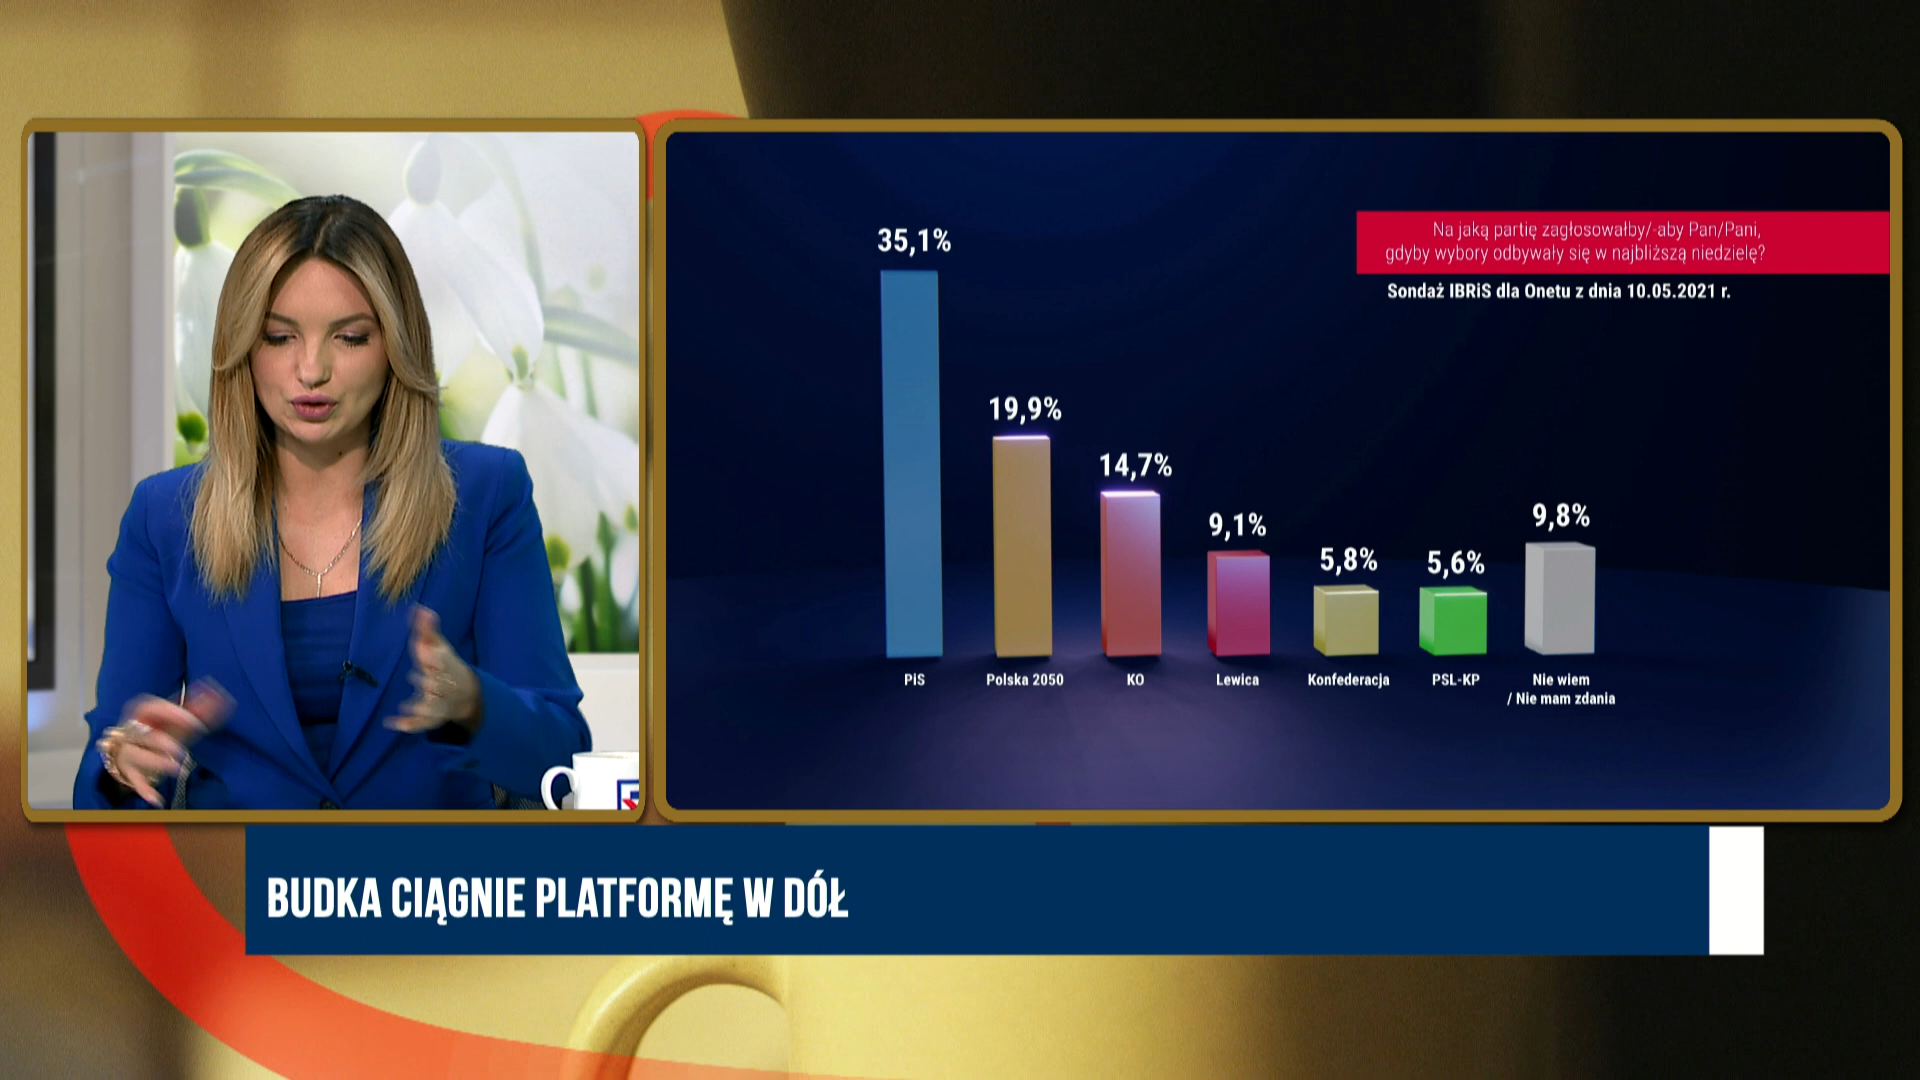 Na jaką partię zagłosowałby/-aby Pan/Pani,
gdyby wybory odbywały się w najbliższą niedzielę?
Sondaż IBRiS dla Onetu z dnia 10.05.2021 r.
35,1%
19,9%
14,7%
9,1%
5,8%
5,6%
9,8%
PiS
Polska 2050
KO
Lewica
Konfederacja
PSL-KP
Nie wiem
/ Nie mam zdania
BUDKA CIĄGNIE PLATFORMĘ W DÓŁ